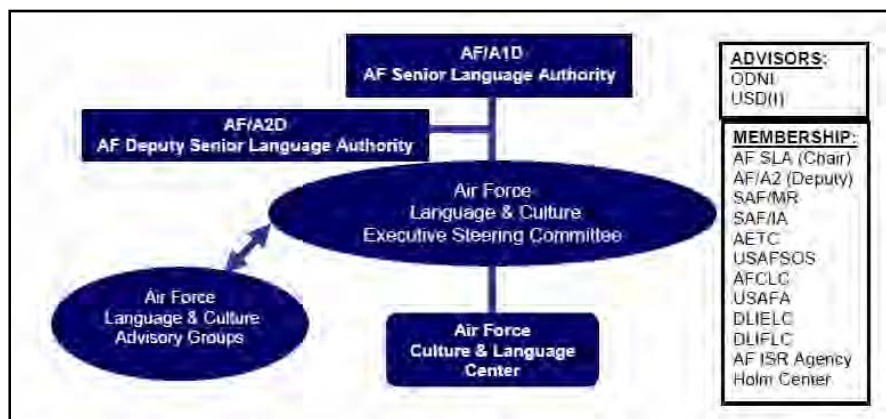 AF/A1D
AF Senior Language Authority
AF/A2D
AF Deputy Senior Language Authority
Air Force
Language & Culture
Executive Steering Committee
Air Force
Language & Culture
Advisory Groups
Air Force
Culture & Language
Center
ADVISORS:
ODNI
USD(I)
MEMBERSHIP:
AF SLA (Chair)
AF/A2 (Deputy)
SAF/MR
SAF/IA
AETC
USAFSOS
AFCLC
USAFA
DLIELC
DLIFLC
AF ISR Agency
Holm Center